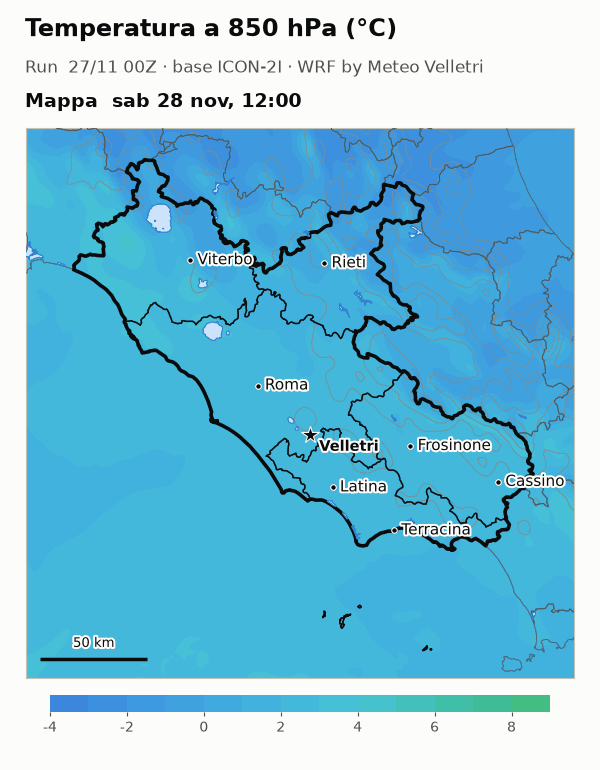 Temperatura a 850 hPa (°C)
Run  27/11 00Z · base ICON-2I · WRF by Meteo Velletri
Mappa  sab 28 nov, 12:00
Viterbo
Rieti
Roma
Velletri
Frosinone
Latina
Cassino
Terracina
50 km
-4 -2 0 2 4 6 8